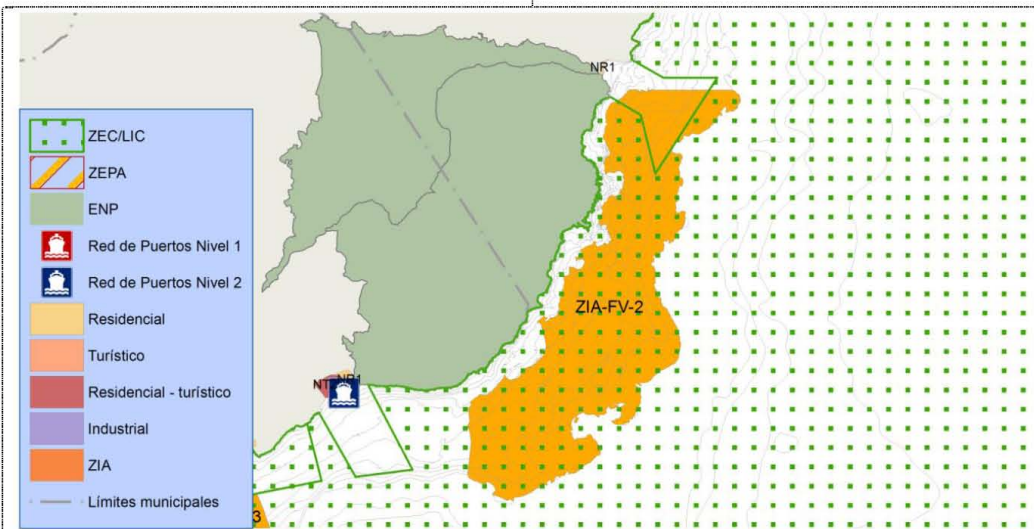 NR1
ZEC/LIC
ZEPA
ENP
Red de Puertos Nivel 1
Red de Puertos Nivel 2
Residencial
Turístico
Residencial - turístico
Industrial
ZIA
Límites municipales
ZIA-FV-2
NR1
3